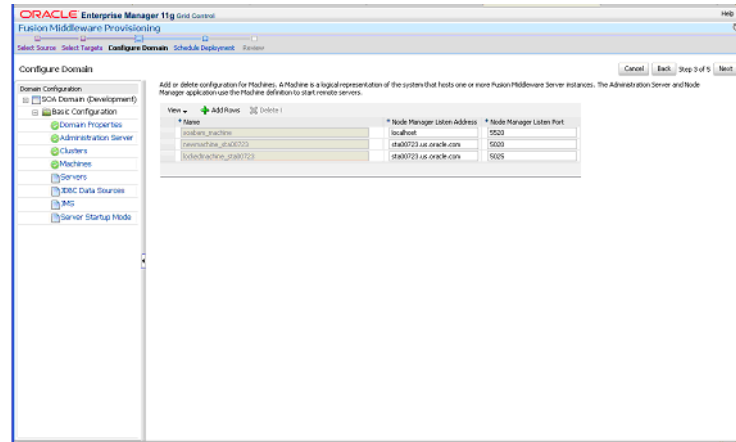 ORACLE Enterprise Manager 11g Grid Control
Help
Fusion Middleware Provisioning
Select Source Select Targets Configure Domain Schedule Deployment Review
Configure Domain
Cancel Back Step 3 of 5 Next
Domain Configuration
SOA Domain (Development)
Basic Configuration
Domain Properties
Administration Server
Clusters
Machines
Servers
JDBC Data Sources
JMS
Server Startup Mode
Add or delete configuration for Machines. A Machine is a logical representation of the system that hosts one or more Fusion Middleware Server instances. The Administration Server and Node
Manager application use the Machine definition to start remote servers.
View Add Rows Delete
* Name * Node Manager Listen Address * Node Manager Listen Port
soabam_machine localhost 5520
newmachine_sta00723 sta00723.us.oracle.com 5020
lockedmachine_sta00723 sta00723.us.oracle.com 5025